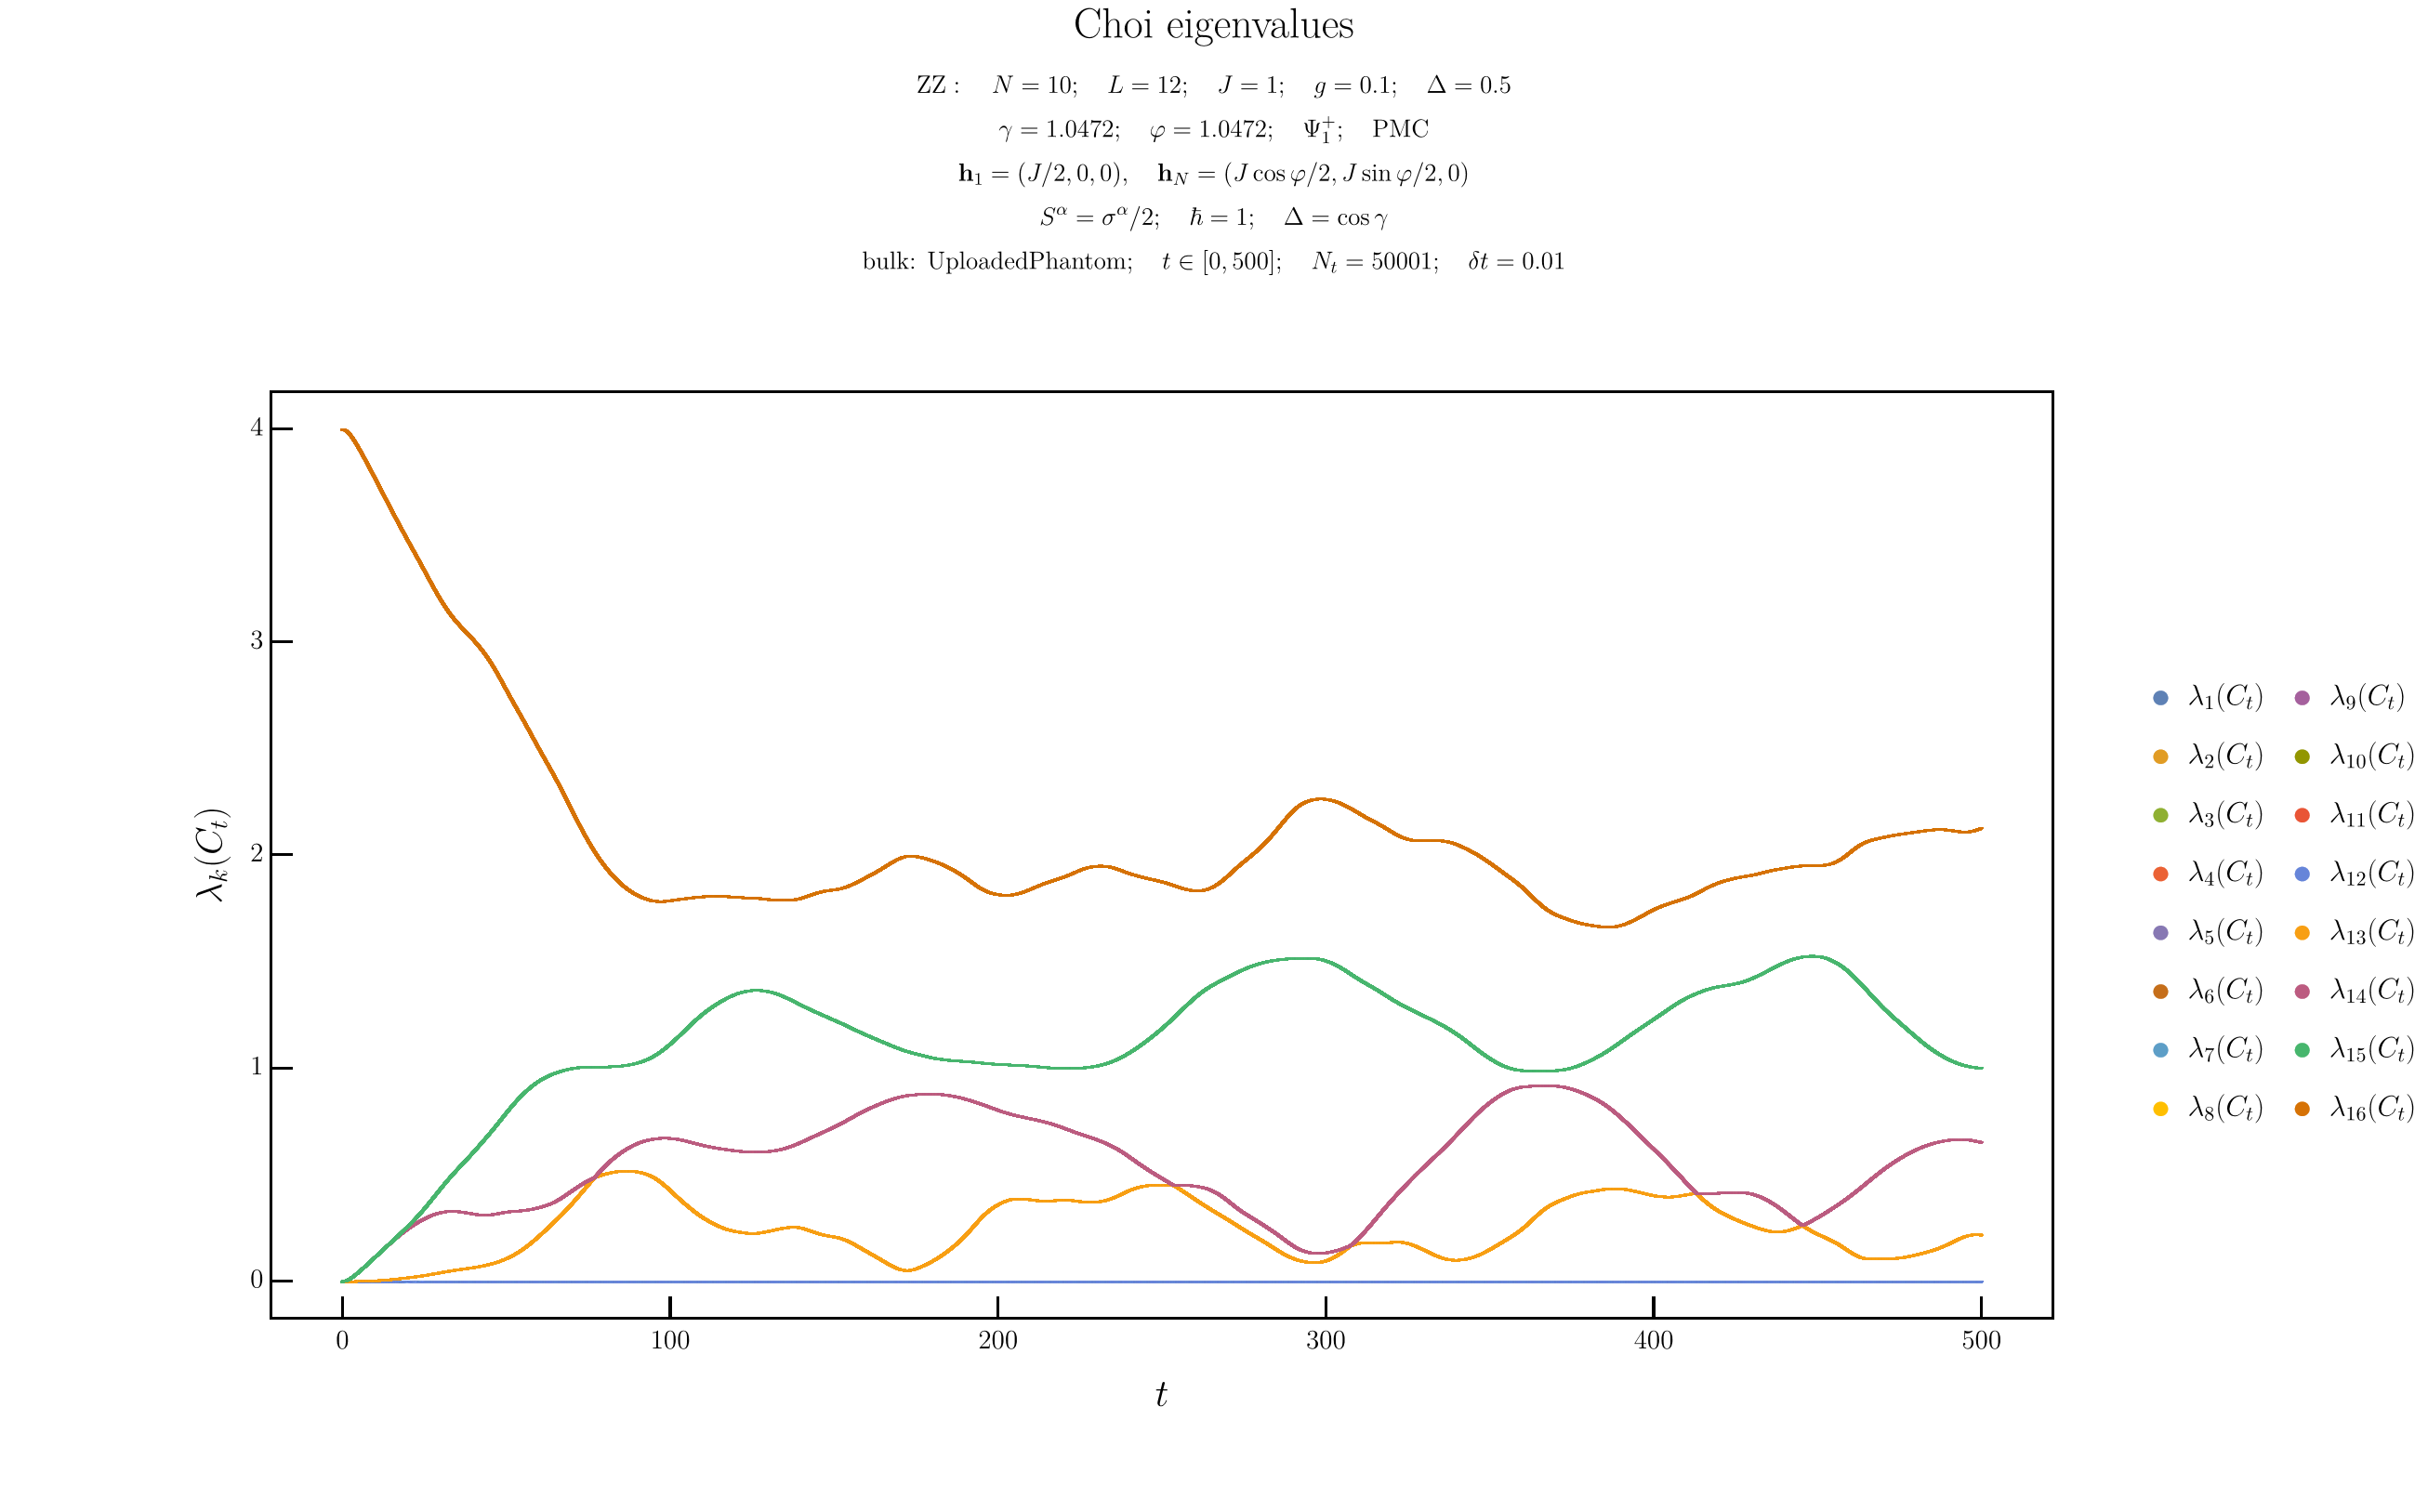 Choi eigenvalues
ZZ : N = 10; L = 12; J = 1; g = 0.1; Δ = 0.5
γ = 1.0472; φ = 1.0472; Ψ₁⁺; PMC
h₁ = (J/2, 0, 0), h_N = (J cos φ/2, J sin φ/2, 0)
S^α = σ^α/2; ħ = 1; Δ = cos γ
bulk: UploadedPhantom; t ∈ [0, 500]; N_t = 50001; δt = 0.01
λ_k(C_t)
4
3
2
1
0
0 100 200 300 400 500
t
λ₁(C_t) λ₉(C_t)
λ₂(C_t) λ₁₀(C_t)
λ₃(C_t) λ₁₁(C_t)
λ₄(C_t) λ₁₂(C_t)
λ₅(C_t) λ₁₃(C_t)
λ₆(C_t) λ₁₄(C_t)
λ₇(C_t) λ₁₅(C_t)
λ₈(C_t) λ₁₆(C_t)